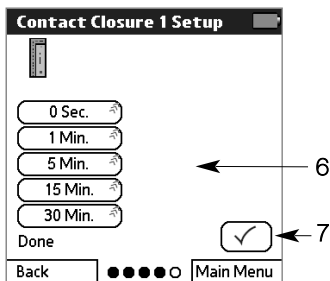 Contact Closure 1 Setup
0 Sec.
1 Min.
5 Min.
6
15 Min.
30 Min.
7
Done
Back
Main Menu